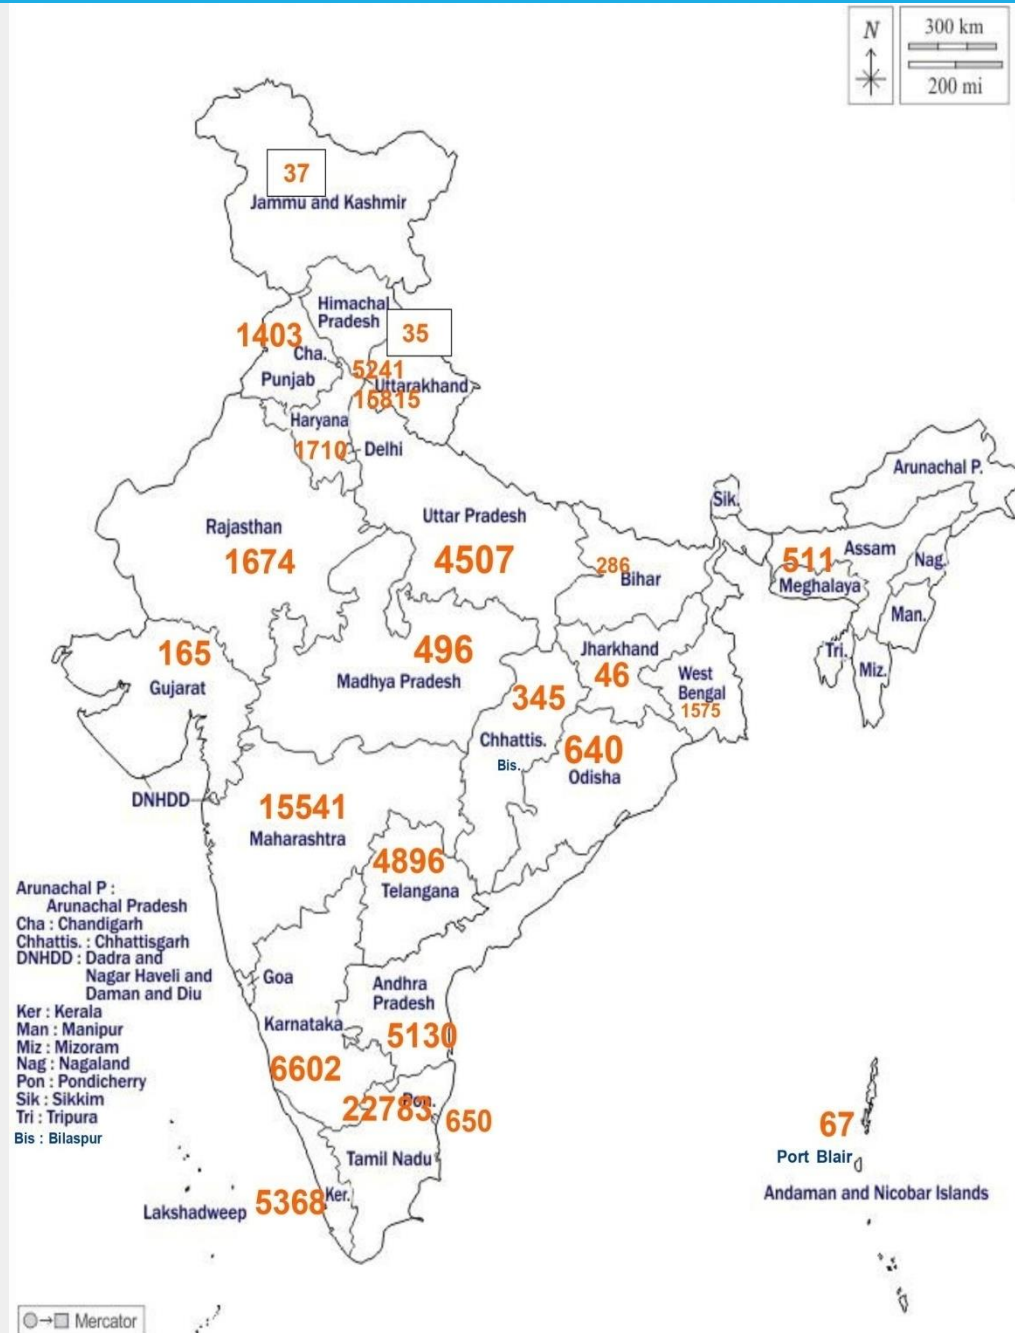 N
300 km
200 mi
37
Jammu and Kashmir
Himachal
Pradesh
1403
35
Cha.
5241
Punjab
Uttarakhand
15815
Haryana
1710
Delhi
Arunachal P.
Sik.
Rajasthan
Uttar Pradesh
1674
4507
286
Bihar
511
Assam
Nag.
Meghalaya
Man.
165
496
Jharkhand
Tri.
Gujarat
Madhya Pradesh
345
46
West
Bengal
1575
Miz.
Chhattis.
640
Bis.
Odisha
DNHDD
15541
Maharashtra
4896
Telangana
Arunachal P :
Arunachal Pradesh
Cha : Chandigarh
Chhattis. : Chhattisgarh
DNHDD : Dadra and
Nagar Haveli and
Daman and Diu
Ker : Kerala
Man : Manipur
Miz : Mizoram
Nag : Nagaland
Pon : Pondicherry
Sik : Sikkim
Tri : Tripura
Bis : Bilaspur
Goa
Andhra
Pradesh
Karnataka
5130
6602
Pon.
22783
650
67
Tamil Nadu
Port Blair
5368
Ker.
Andaman and Nicobar Islands
Lakshadweep
Mercator